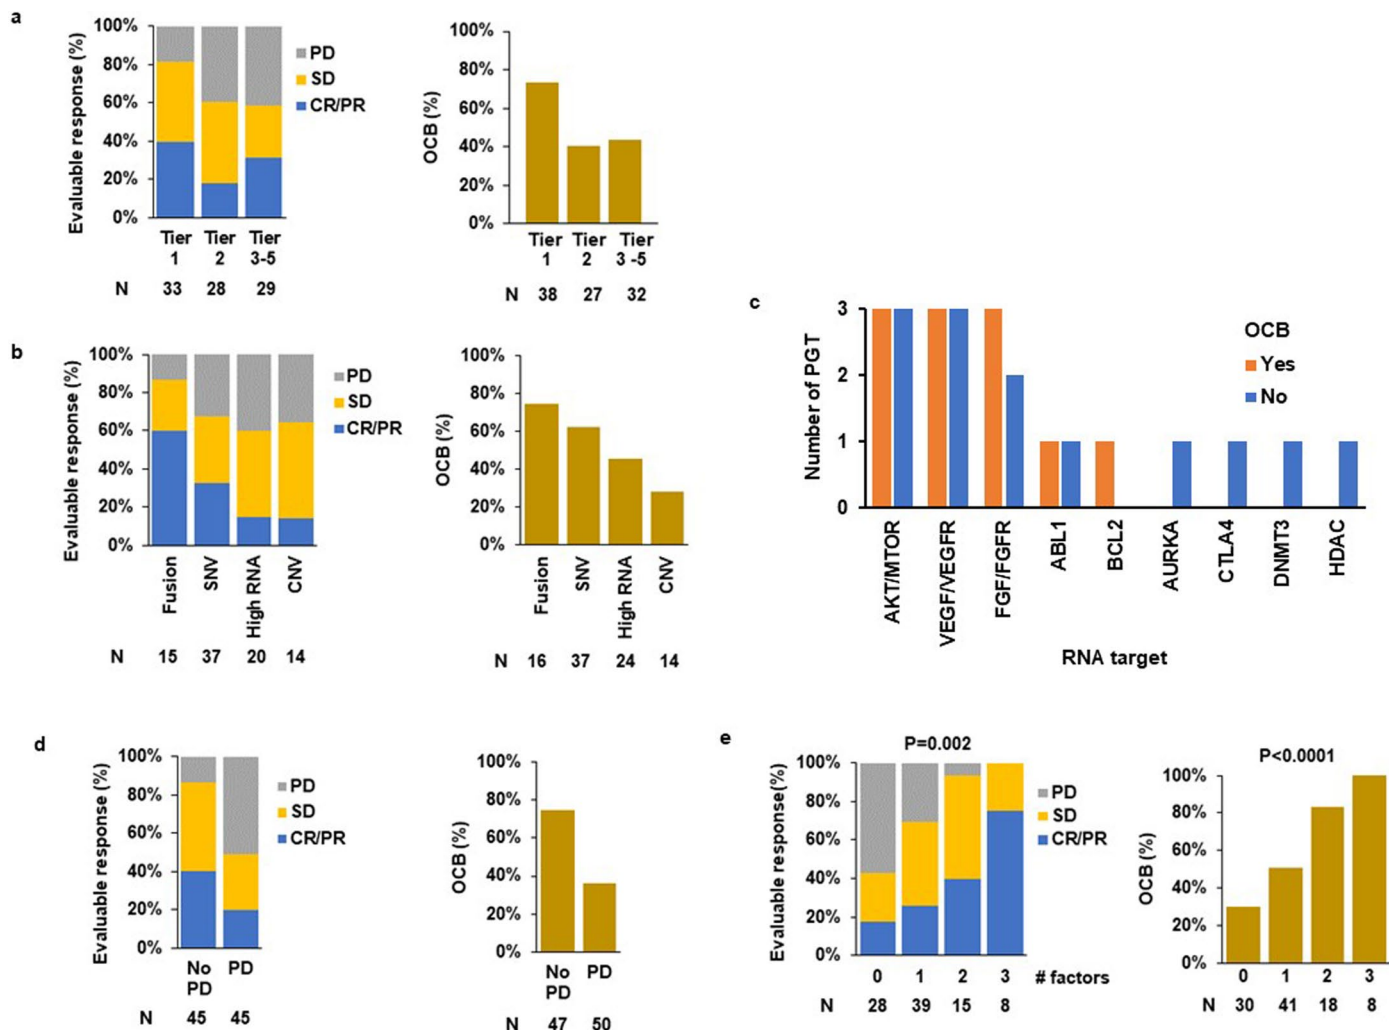 a
100%
80%
60%
40%
20%
0%
Evaluable response (%)
PD
SD
CR/PR
Tier 1
Tier 2
Tier 3-5
N 33 28 29
100%
80%
60%
40%
20%
0%
OCB (%)
Tier 1
Tier 2
Tier 3 -5
N 38 27 32
b
100%
80%
60%
40%
20%
0%
Evaluable response (%)
PD
SD
CR/PR
Fusion
SNV
High RNA
CNV
N 15 37 20 14
100%
80%
60%
40%
20%
0%
OCB (%)
Fusion
SNV
High RNA
CNV
N 16 37 24 14
c
3
2
1
0
Number of PGT
OCB
Yes
No
AKT/MTOR
VEGF/VEGFR
FGF/FGFR
ABL1
BCL2
AURKA
CTLA4
DNMT3
HDAC
RNA target
d
100%
80%
60%
40%
20%
0%
Evaluable response (%)
PD
SD
CR/PR
No PD
PD
N 45 45
100%
80%
60%
40%
20%
0%
OCB (%)
No PD
PD
N 47 50
e
P=0.002
100%
80%
60%
40%
20%
0%
Evaluable response(%)
PD
SD
CR/PR
0 1 2 3 # factors
N 28 39 15 8
P<0.0001
100%
80%
60%
40%
20%
0%
OCB (%)
0 1 2 3
N 30 41 18 8